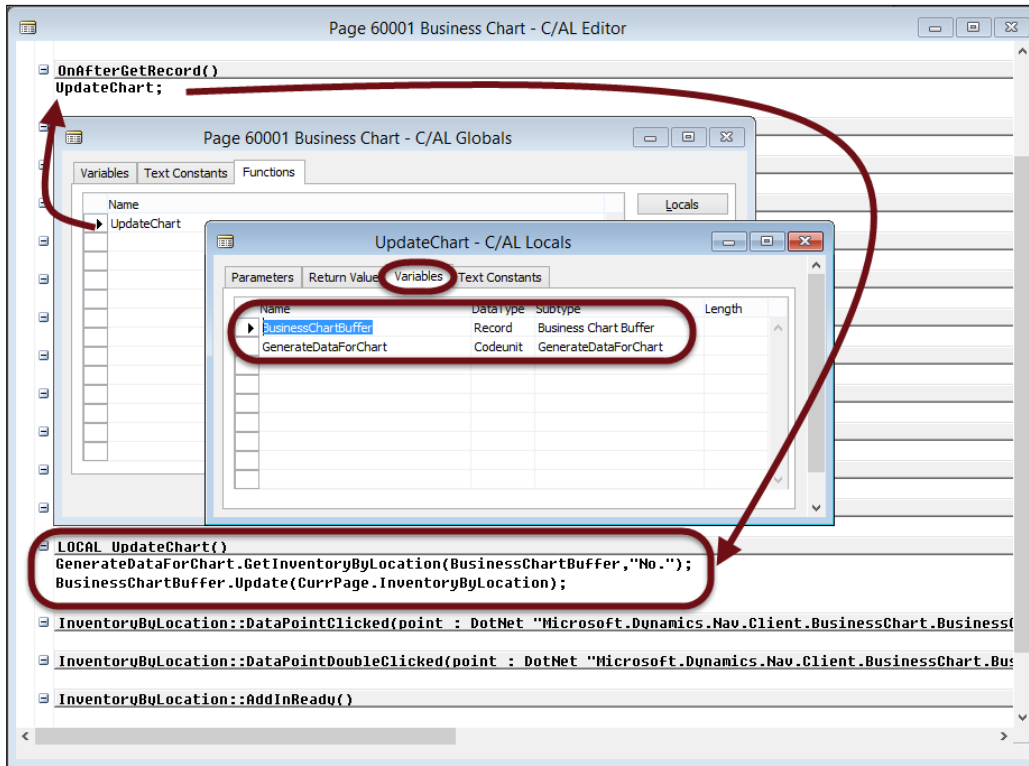 Page 60001 Business Chart - C/AL Editor
OnAfterGetRecord()
UpdateChart;
Page 60001 Business Chart - C/AL Globals
Variables Text Constants Functions
Name
Locals
UpdateChart
UpdateChart - C/AL Locals
Parameters Return Value Variables Text Constants
Name DataType Subtype Length
BusinessChartBuffer Record Business Chart Buffer
GenerateDataForChart Codeunit GenerateDataForChart
LOCAL UpdateChart()
GenerateDataForChart.GetInventoryByLocation(BusinessChartBuffer,"No.");
BusinessChartBuffer.Update(CurrPage.InventoryByLocation);
InventoryByLocation::DataPointClicked(point : DotNet "Microsoft.Dynamics.Nav.Client.BusinessChart.Business
InventoryByLocation::DataPointDoubleClicked(point : DotNet "Microsoft.Dynamics.Nav.Client.BusinessChart.Bus
InventoryByLocation::AddInReady()